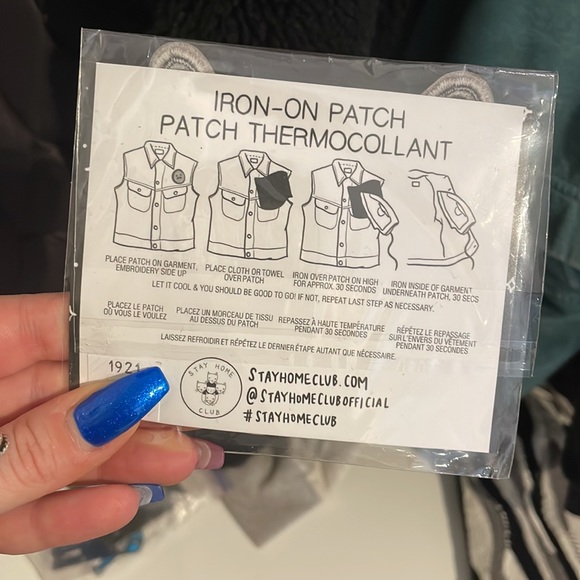 IRON-ON PATCH
PATCH THERMOCOLLANT
PLACE PATCH ON GARMENT,
EMBROIDERY SIDE UP
PLACE CLOTH OR TOWEL
OVER PATCH
IRON OVER PATCH ON HIGH
FOR APPROX. 30 SECONDS
IRON INSIDE OF GARMENT
UNDERNEATH PATCH, 30 SECS
LET IT COOL & YOU SHOULD BE GOOD TO GO! IF NOT, REPEAT LAST STEP AS NECESSARY.
PLACEZ LE PATCH
OÙ VOUS LE VOULEZ
PLACEZ UN MORCEAU DE TISSU
AU DESSUS DU PATCH
REPASSEZ À HAUTE TEMPÉRATURE
PENDANT 30 SECONDES
RÉPÉTEZ LE REPASSAGE
SUR L'ENVERS DU VÊTEMENT
PENDANT 30 SECONDES
LAISSEZ REFROIDIR ET RÉPÉTEZ LE DERNIER ÉTAPE AUTANT QUE NÉCESSAIRE.
STAY HOME
CLUB
STAYHOMECLUB.COM
@STAYHOMECLUBOFFICIAL
#STAYHOMECLUB